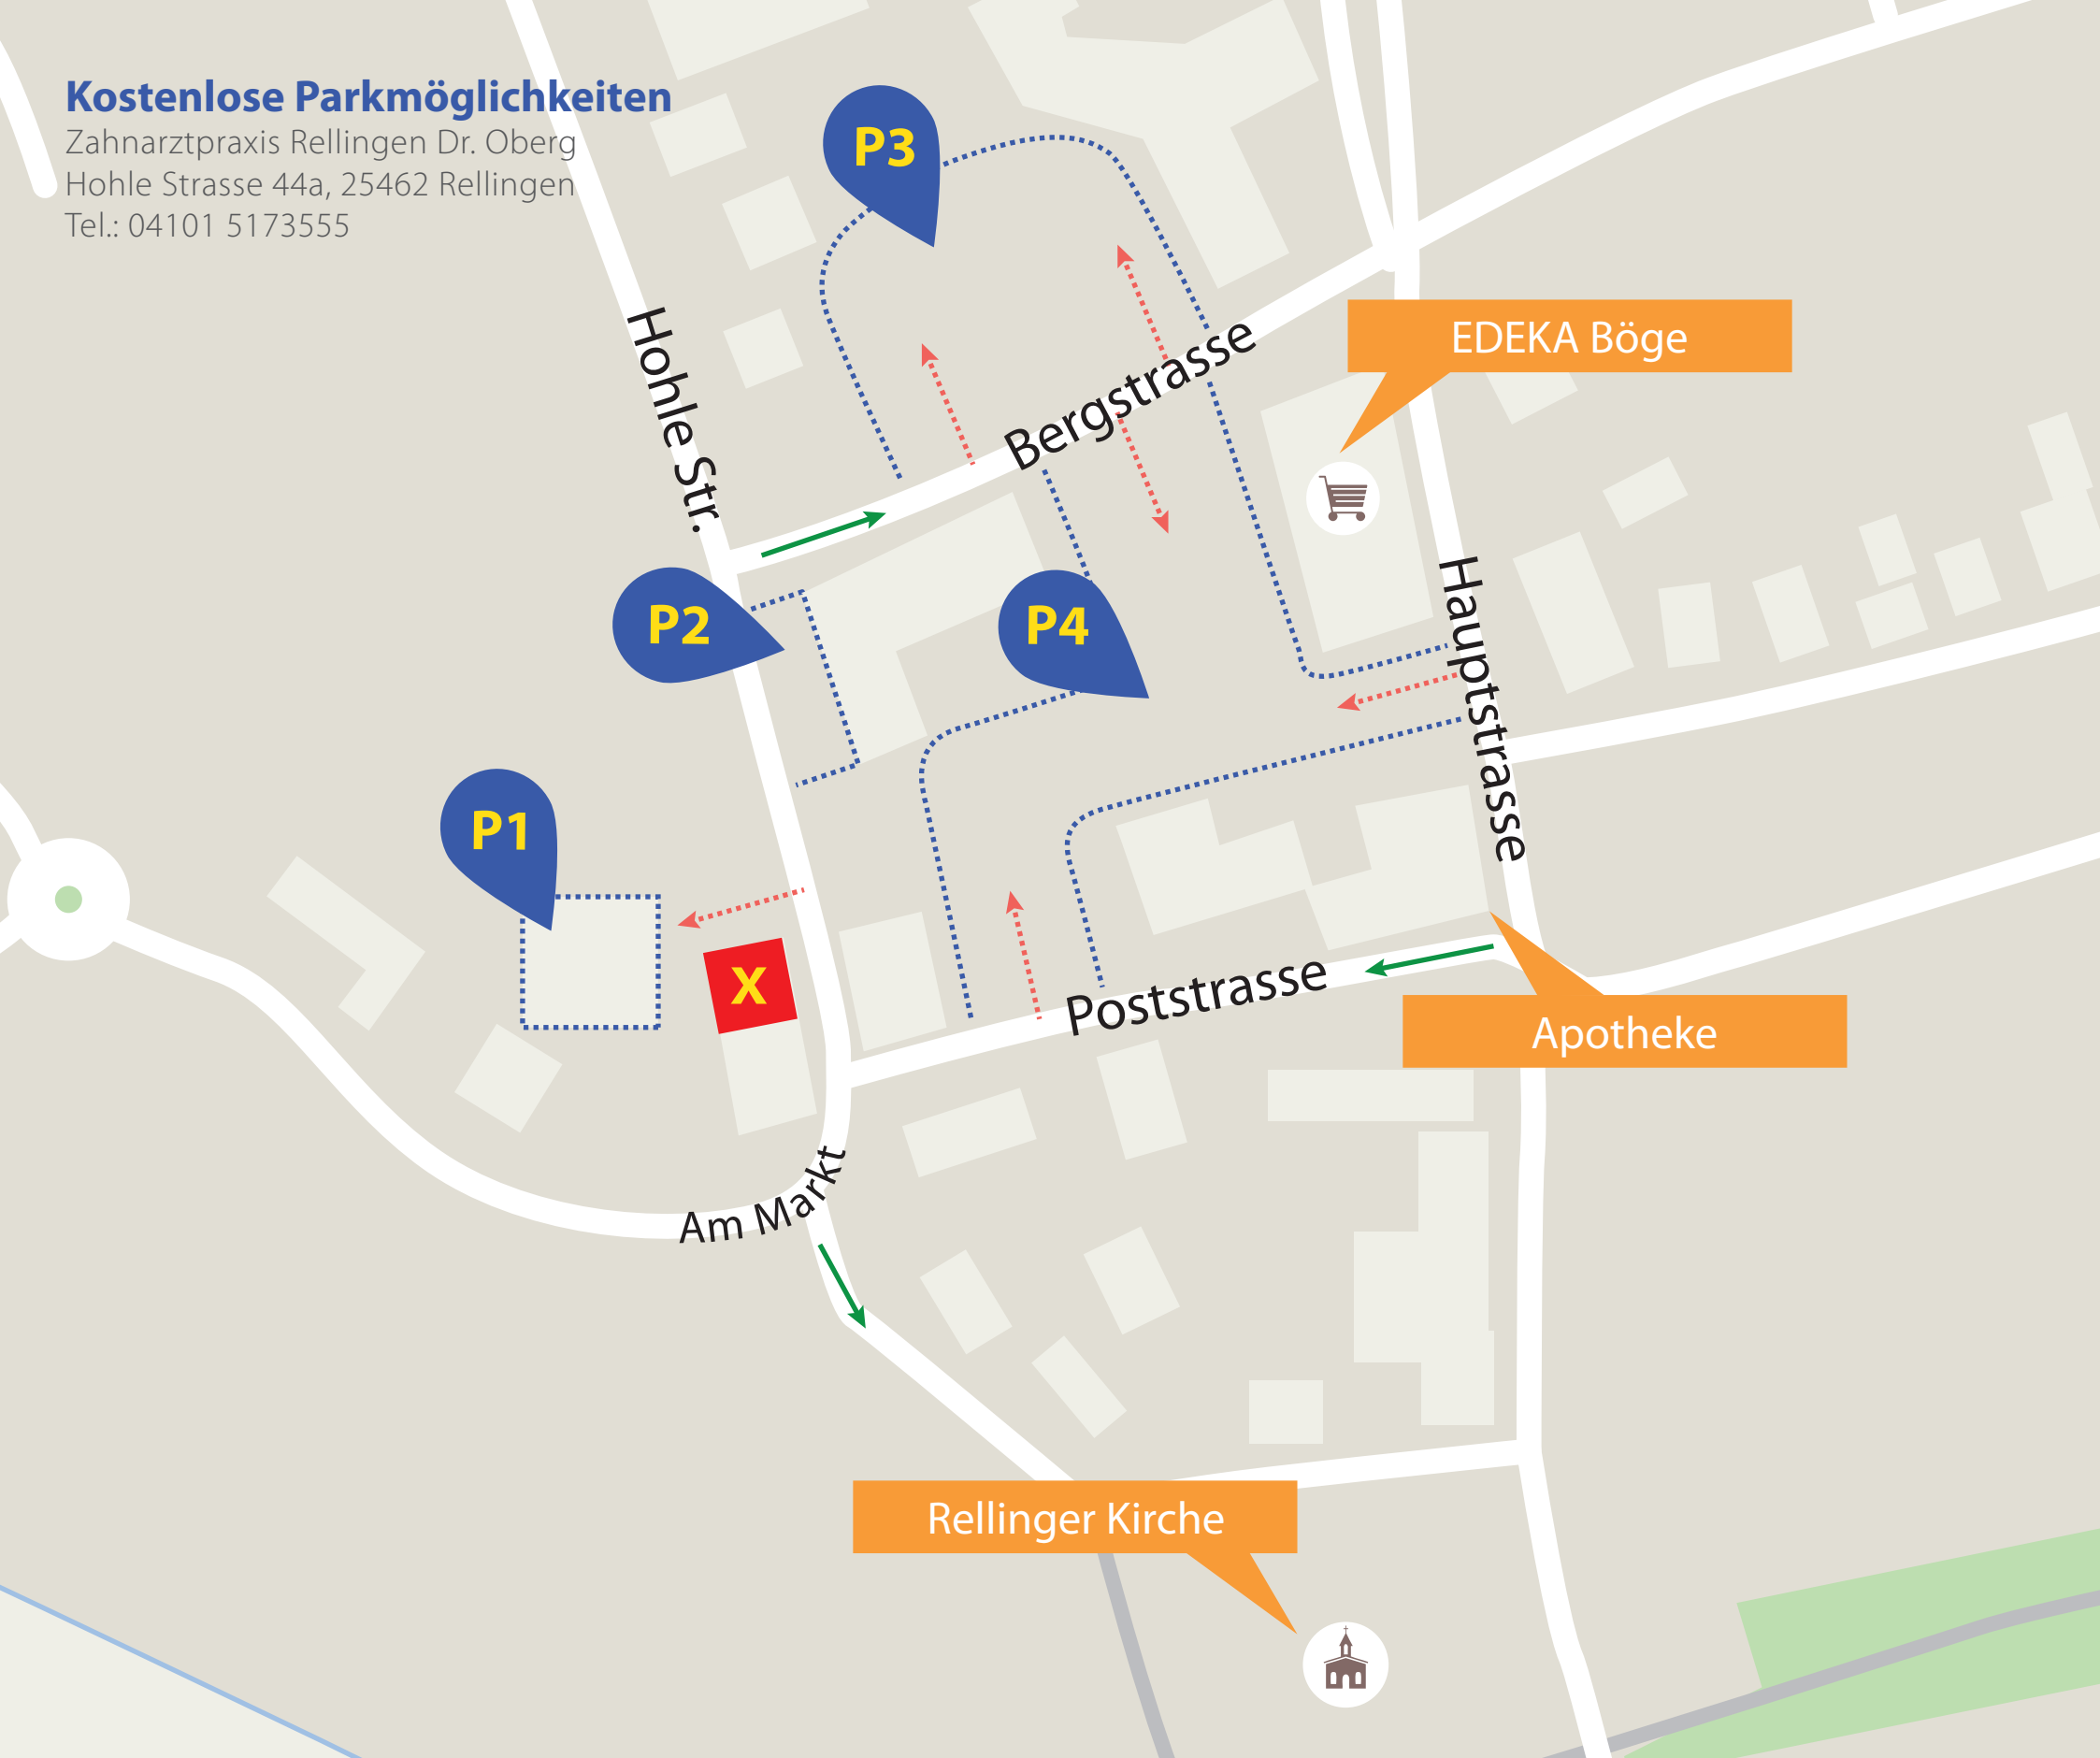 Kostenlose Parkmöglichkeiten
Zahnarztpraxis Rellingen Dr. Oberg
Hohle Strasse 44a, 25462 Rellingen
Tel.: 04101 5173555
P3
Hohle Str.
Bergstrasse
EDEKA Böge
P2
P4
Hauptstrasse
P1
X
Poststrasse
Apotheke
Am Markt
Rellinger Kirche